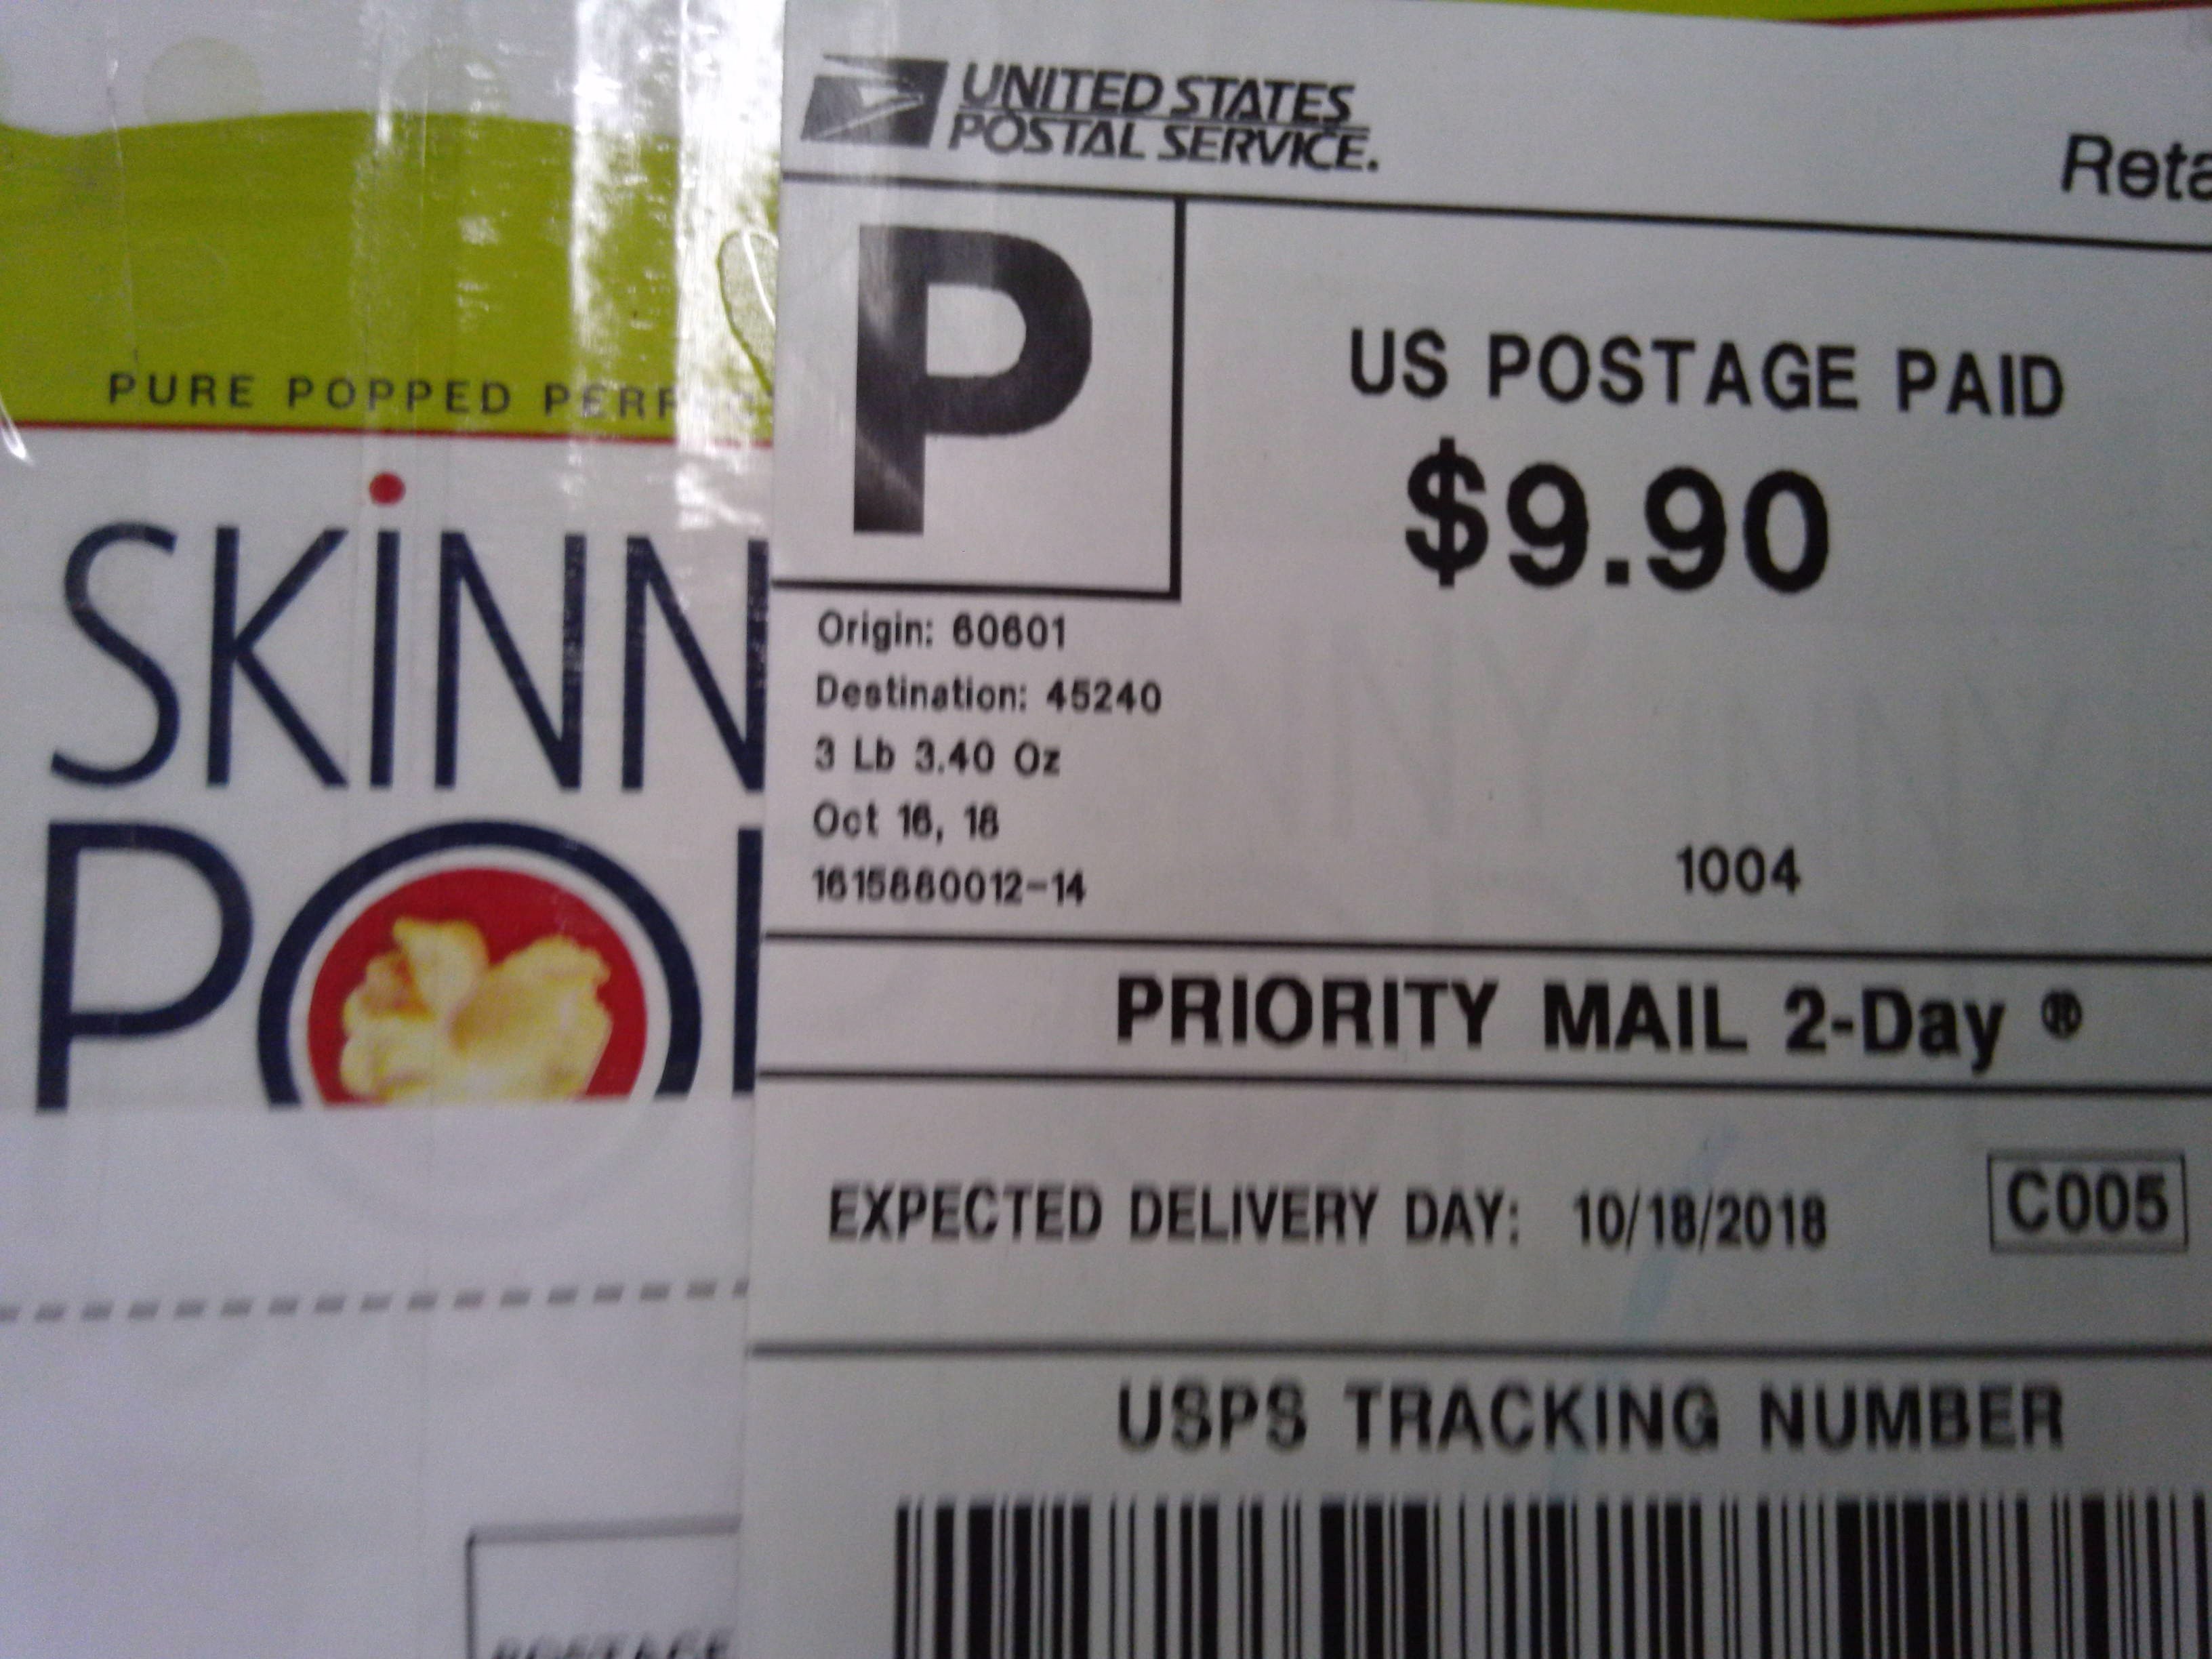 UNITED STATES
POSTAL SERVICE.
Reta
P
US POSTAGE PAID
$9.90
Origin: 60601
Destination: 45240
3 Lb 3.40 Oz
Oct 16, 18
1615880012-14
1004
PRIORITY MAIL 2-Day ®
EXPECTED DELIVERY DAY: 10/18/2018
C005
USPS TRACKING NUMBER
PURE POPPED PERF
SKINN
PO
POSTAGE